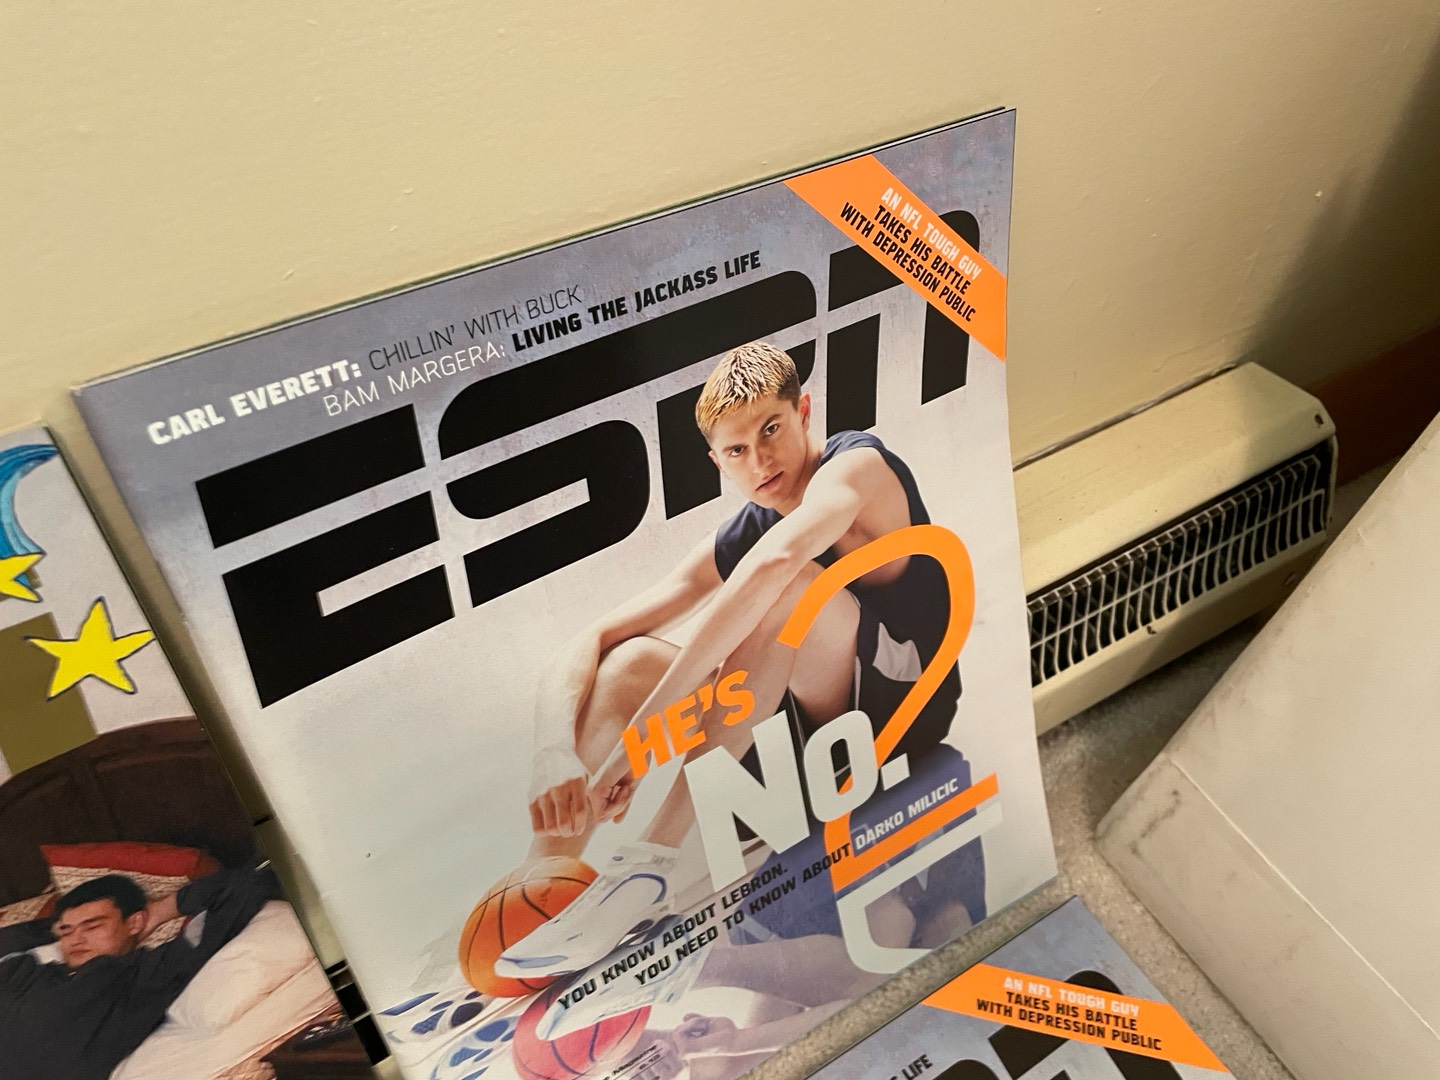 AN NFL TOUGH GUY
TAKES HIS BATTLE
WITH DEPRESSION PUBLIC
CARL EVERETT: CHILLIN' WITH BUCK
BAM MARGERA: LIVING THE JACKASS LIFE
ESPN
HE'S
No. 2
YOU KNOW ABOUT LEBRON.
YOU NEED TO KNOW ABOUT DARKO MILICIC
Magazine
AN NFL TOUGH GUY
TAKES HIS BATTLE
WITH DEPRESSION PUBLIC
LIFE